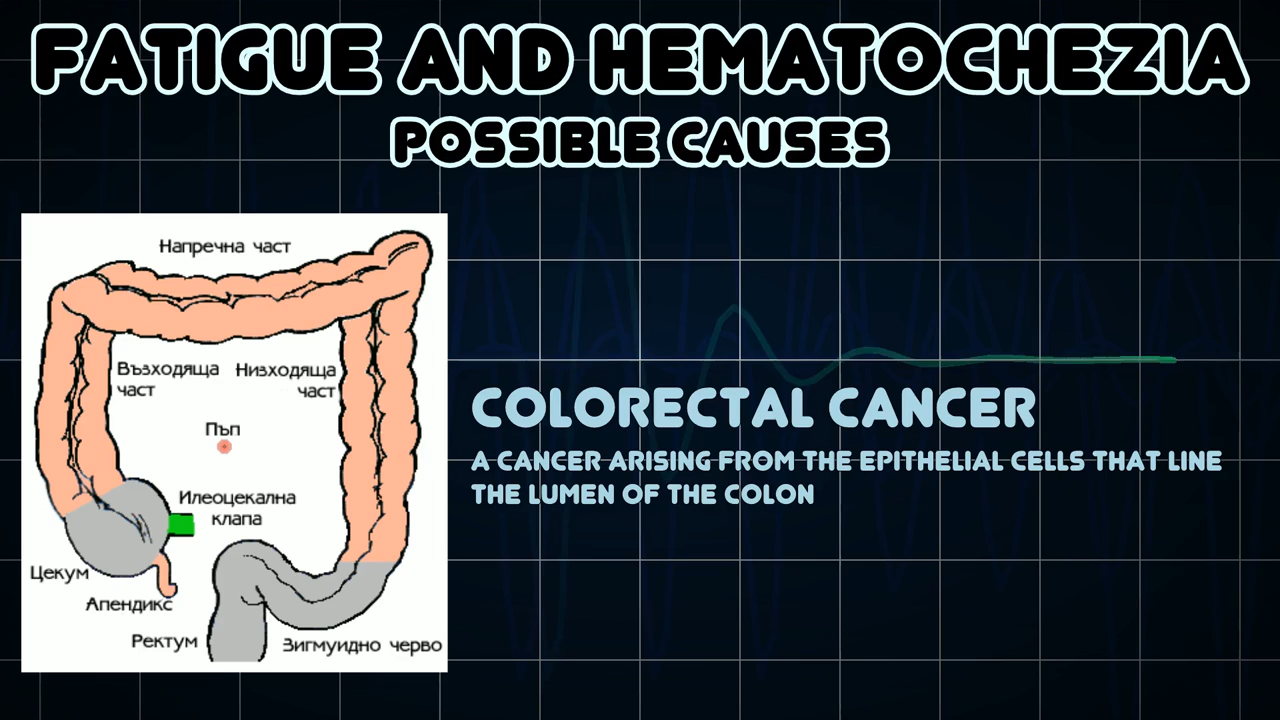 FATIGUE AND HEMATOCHEZIA
POSSIBLE CAUSES
Напречна част
Възходяща
част
Низходяща
част
Пъп
Илеоцекална
клапа
Цекум
Апендикс
Ректум
Зигмуидно черво
COLORECTAL CANCER
A CANCER ARISING FROM THE EPITHELIAL CELLS THAT LINE
THE LUMEN OF THE COLON